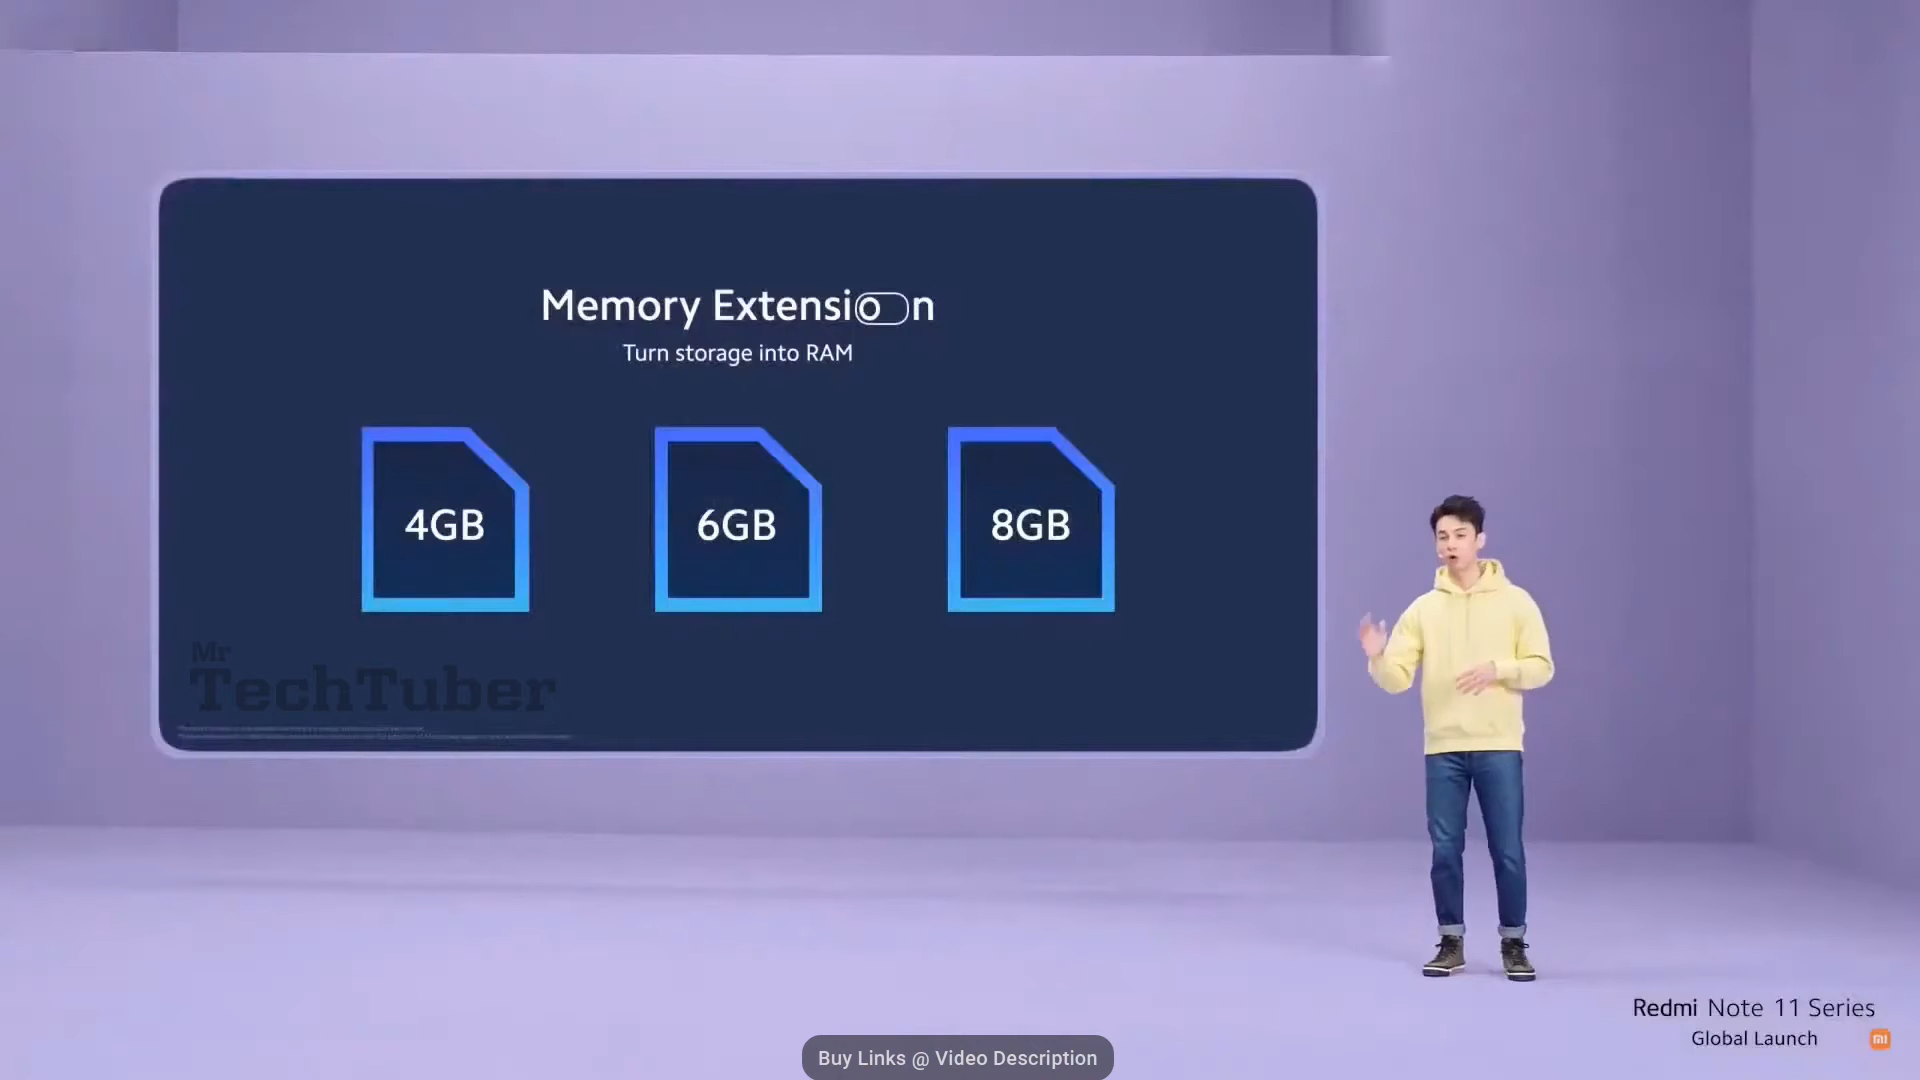 Memory Extension
Turn storage into RAM
4GB
6GB
8GB
Mr
TechTuber
Redmi Note 11 Series
Global Launch
mi
Buy Links @ Video Description